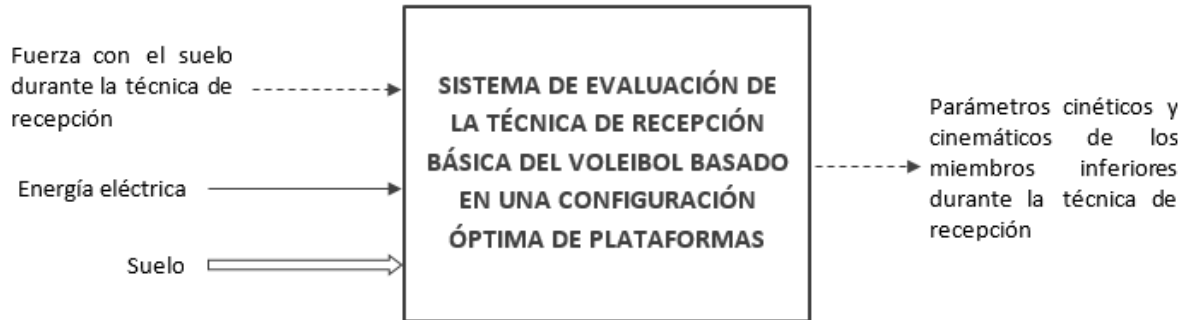 Fuerza con el suelo
durante la técnica de
recepción
Energía eléctrica
Suelo
SISTEMA DE EVALUACIÓN DE
LA TÉCNICA DE RECEPCIÓN
BÁSICA DEL VOLEIBOL BASADO
EN UNA CONFIGURACIÓN
ÓPTIMA DE PLATAFORMAS
Parámetros cinéticos y
cinemáticos de los
miembros inferiores
durante la técnica de
recepción